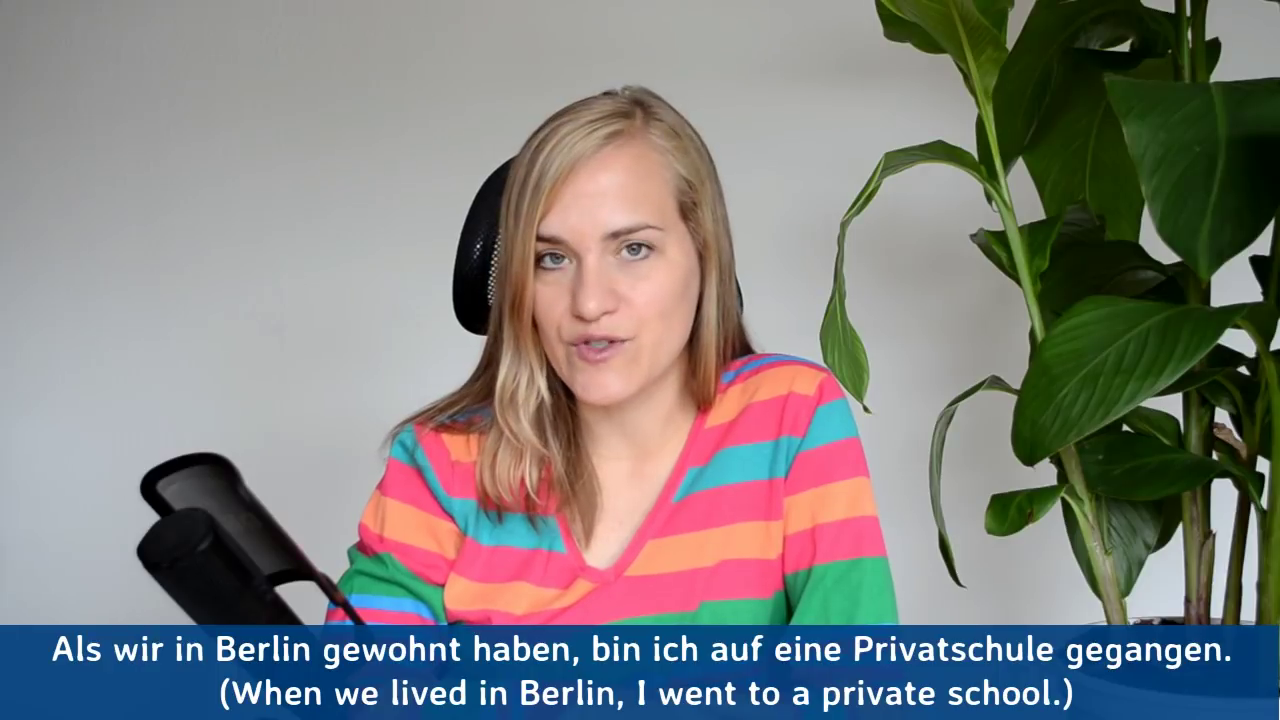 Als wir in Berlin gewohnt haben, bin ich auf eine Privatschule gegangen.
(When we lived in Berlin, I went to a private school.)